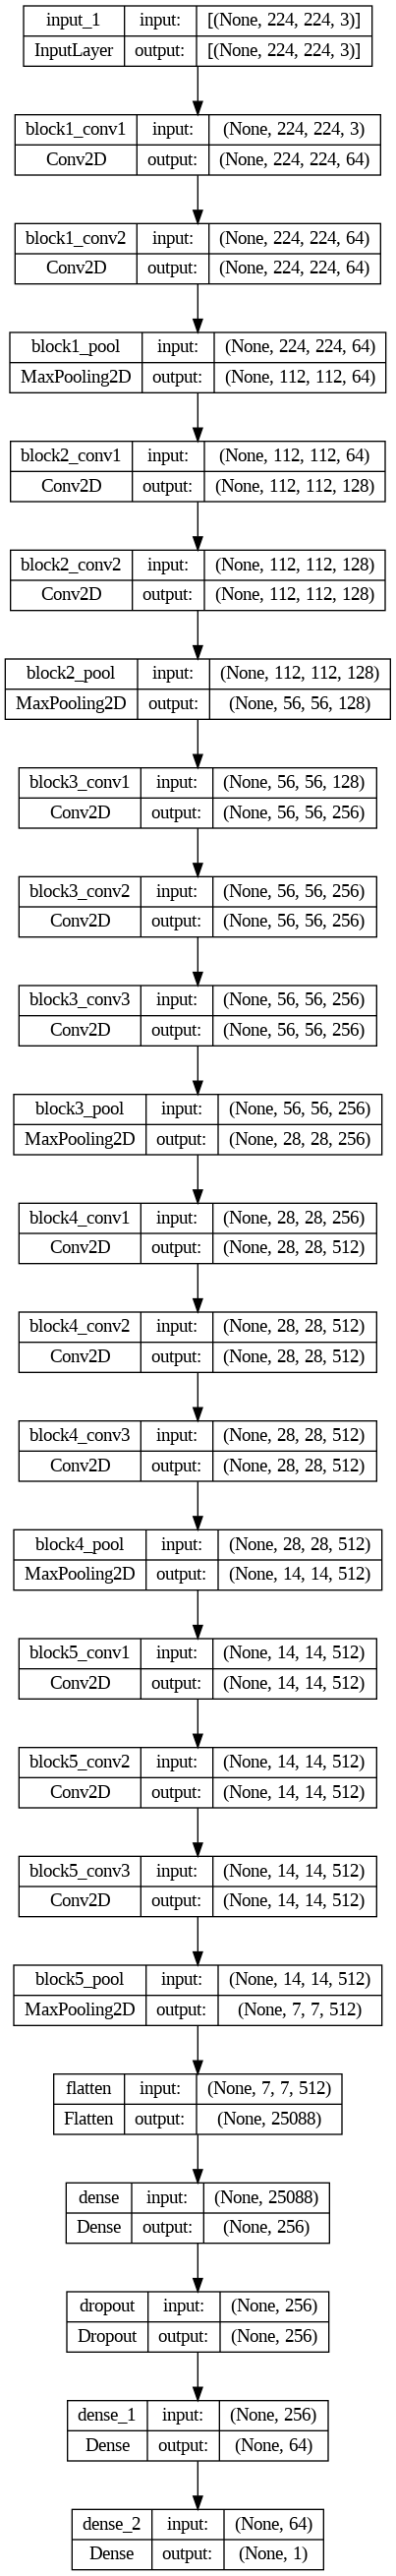 input_1 input: [(None, 224, 224, 3)]
InputLayer output: [(None, 224, 224, 3)]
block1_conv1 input: (None, 224, 224, 3)
Conv2D output: (None, 224, 224, 64)
block1_conv2 input: (None, 224, 224, 64)
Conv2D output: (None, 224, 224, 64)
block1_pool input: (None, 224, 224, 64)
MaxPooling2D output: (None, 112, 112, 64)
block2_conv1 input: (None, 112, 112, 64)
Conv2D output: (None, 112, 112, 128)
block2_conv2 input: (None, 112, 112, 128)
Conv2D output: (None, 112, 112, 128)
block2_pool input: (None, 112, 112, 128)
MaxPooling2D output: (None, 56, 56, 128)
block3_conv1 input: (None, 56, 56, 128)
Conv2D output: (None, 56, 56, 256)
block3_conv2 input: (None, 56, 56, 256)
Conv2D output: (None, 56, 56, 256)
block3_conv3 input: (None, 56, 56, 256)
Conv2D output: (None, 56, 56, 256)
block3_pool input: (None, 56, 56, 256)
MaxPooling2D output: (None, 28, 28, 256)
block4_conv1 input: (None, 28, 28, 256)
Conv2D output: (None, 28, 28, 512)
block4_conv2 input: (None, 28, 28, 512)
Conv2D output: (None, 28, 28, 512)
block4_conv3 input: (None, 28, 28, 512)
Conv2D output: (None, 28, 28, 512)
block4_pool input: (None, 28, 28, 512)
MaxPooling2D output: (None, 14, 14, 512)
block5_conv1 input: (None, 14, 14, 512)
Conv2D output: (None, 14, 14, 512)
block5_conv2 input: (None, 14, 14, 512)
Conv2D output: (None, 14, 14, 512)
block5_conv3 input: (None, 14, 14, 512)
Conv2D output: (None, 14, 14, 512)
block5_pool input: (None, 14, 14, 512)
MaxPooling2D output: (None, 7, 7, 512)
flatten input: (None, 7, 7, 512)
Flatten output: (None, 25088)
dense input: (None, 25088)
Dense output: (None, 256)
dropout input: (None, 256)
Dropout output: (None, 256)
dense_1 input: (None, 256)
Dense output: (None, 64)
dense_2 input: (None, 64)
Dense output: (None, 1)